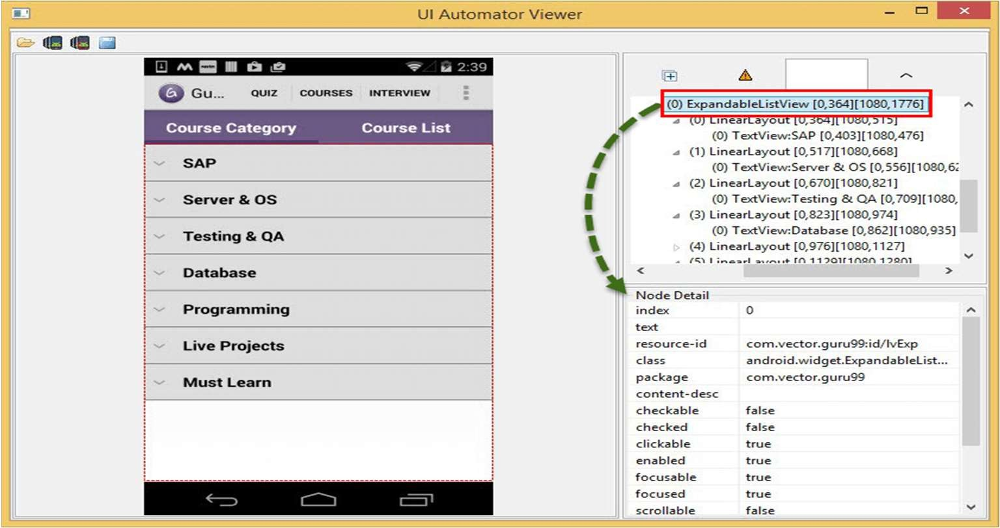 UI Automator Viewer
2:39
Gu... QUIZ COURSES INTERVIEW
Course Category Course List
SAP
Server & OS
Testing & QA
Database
Programming
Live Projects
Must Learn
(0) ExpandableListView [0,364][1080,1776]
(0) LinearLayout [0,364][1080,515]
(0) TextView:SAP [0,403][1080,476]
(1) LinearLayout [0,517][1080,668]
(0) TextView:Server & OS [0,556][1080,62
(2) LinearLayout [0,670][1080,821]
(0) TextView:Testing & QA [0,709][1080,
(3) LinearLayout [0,823][1080,974]
(0) TextView:Database [0,862][1080,935]
(4) LinearLayout [0,976][1080,1127]
(5) LinearLayout [0,1129][1080,1280]
Node Detail
index 0
text
resource-id com.vector.guru99:id/lvExp
class android.widget.ExpandableList...
package com.vector.guru99
content-desc
checkable false
checked false
clickable true
enabled true
focusable true
focused true
scrollable false